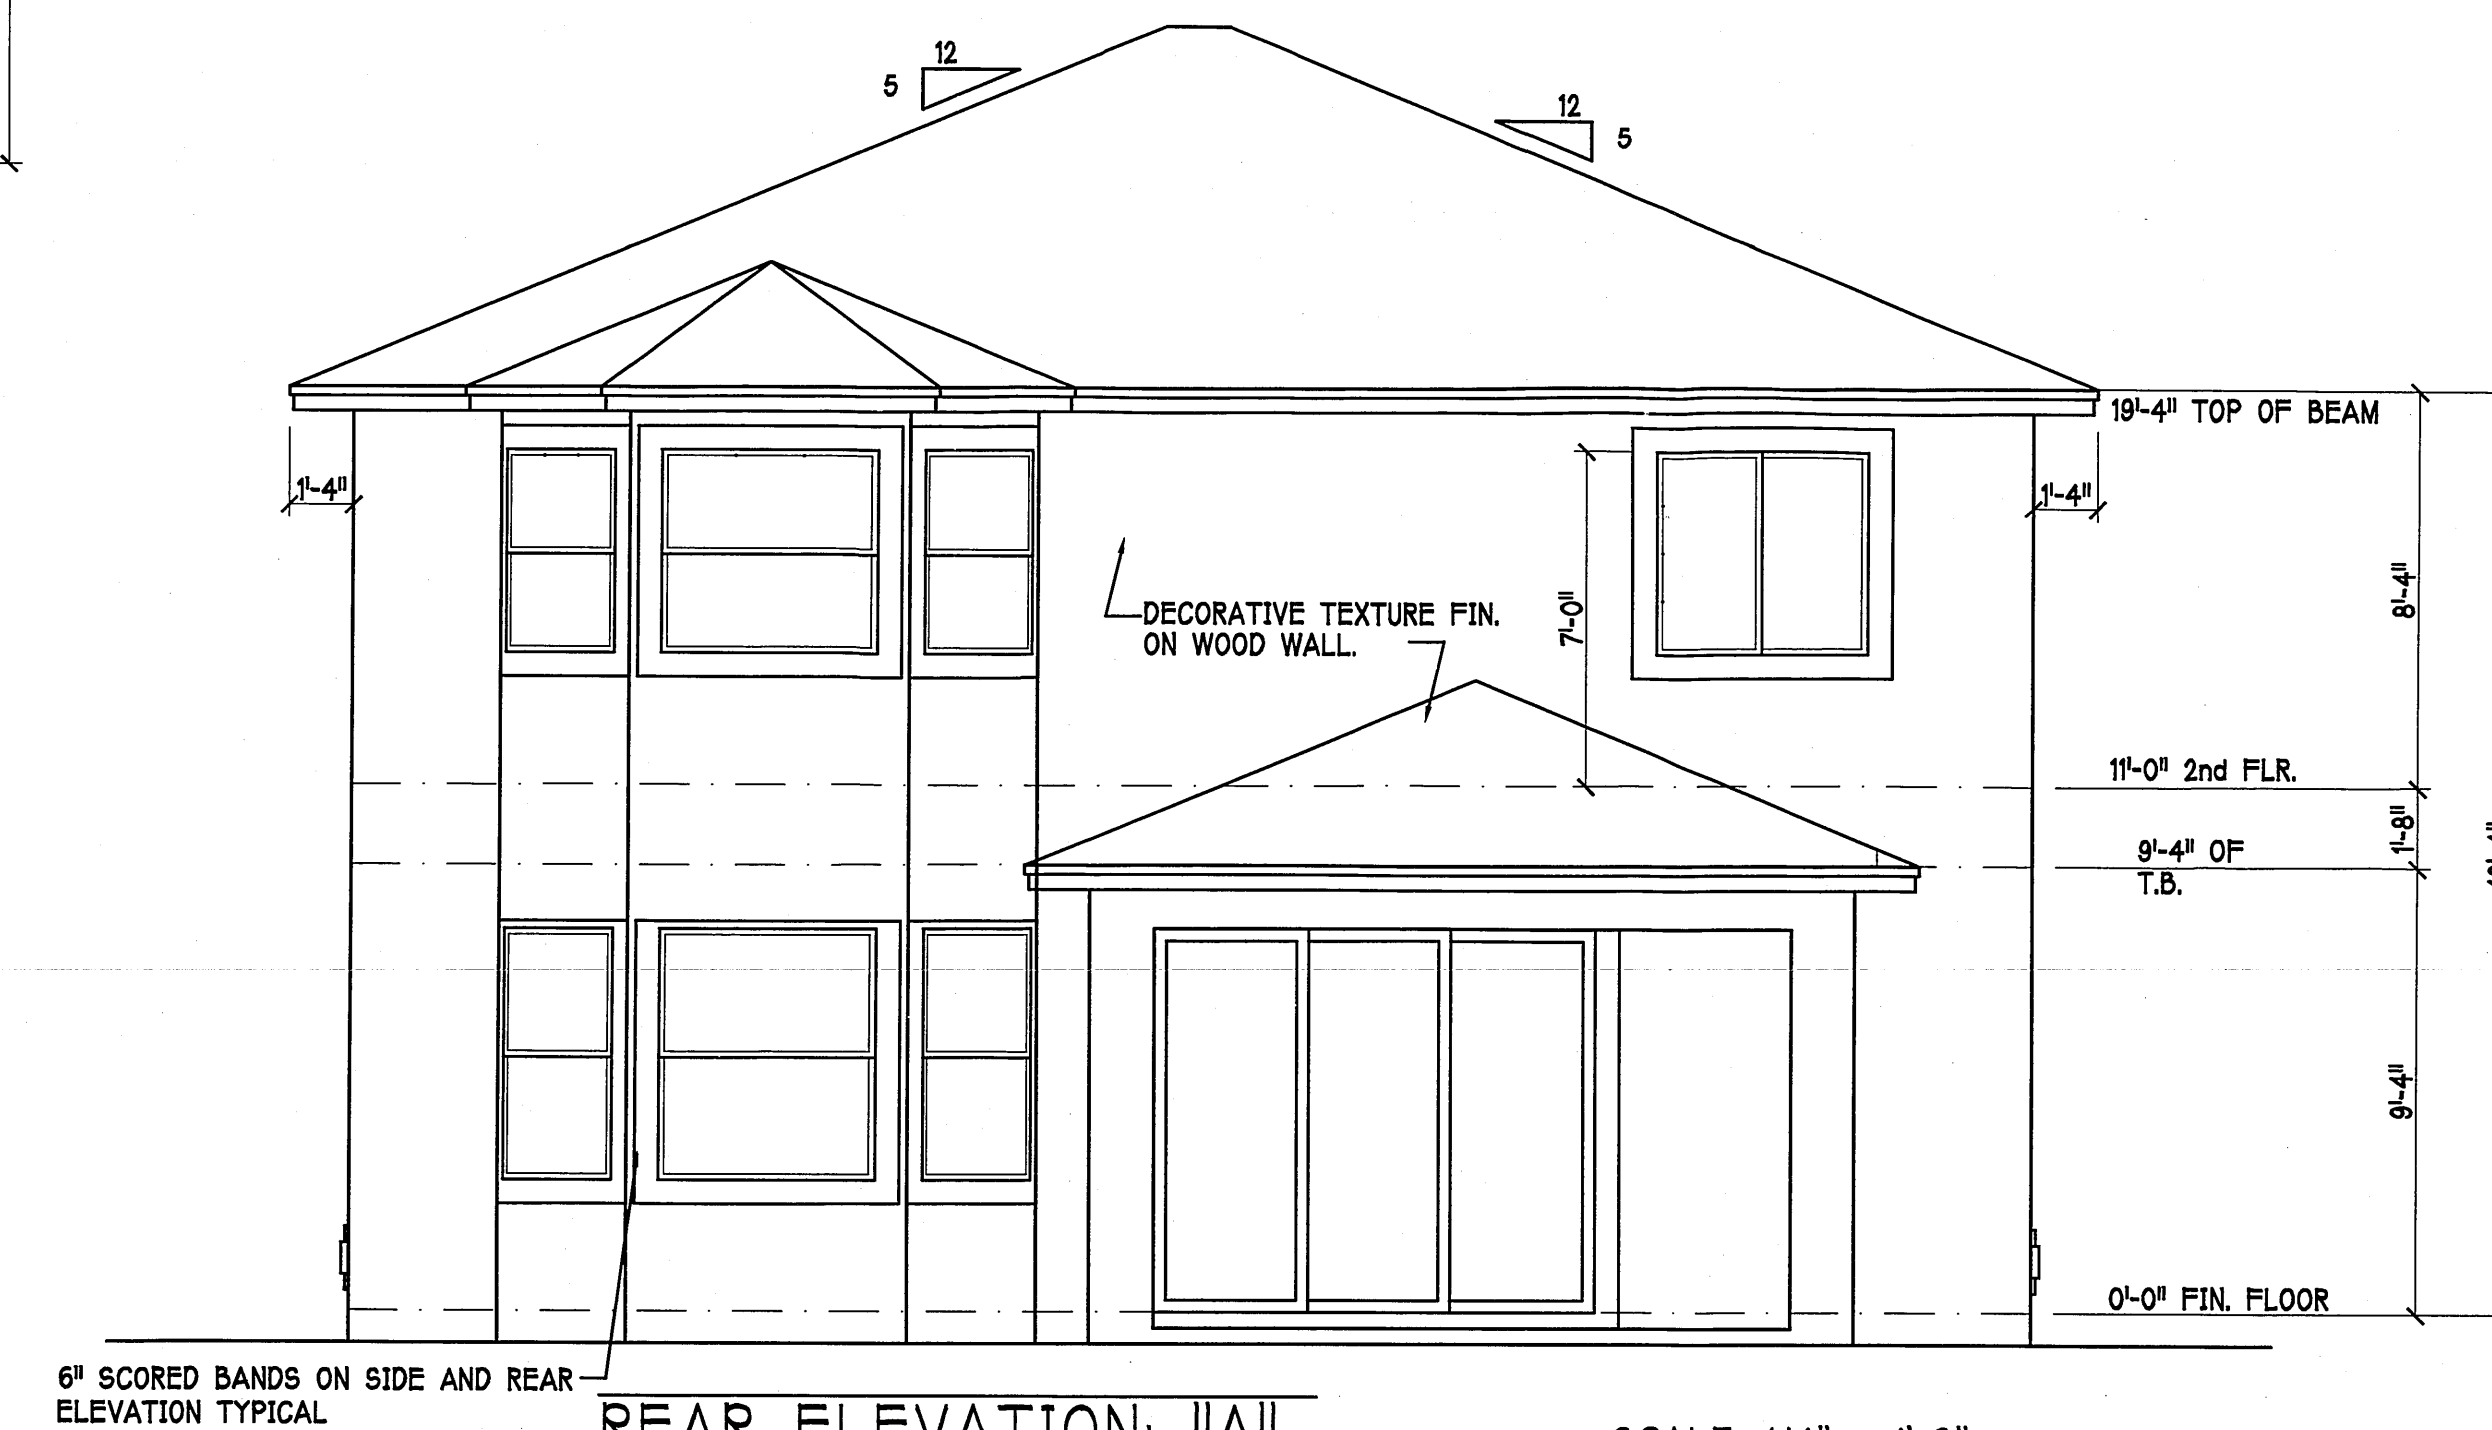 12
5
12
5
19'-4" TOP OF BEAM
1'-4"
1'-4"
8'-4"
DECORATIVE TEXTURE FIN.
ON WOOD WALL.
7'-0"
11'-0" 2nd FLR.
1'-8"
9'-4" OF
T.B.
9'-4"
0'-0" FIN. FLOOR
6" SCORED BANDS ON SIDE AND REAR
ELEVATION TYPICAL
REAR ELEVATION: "A"